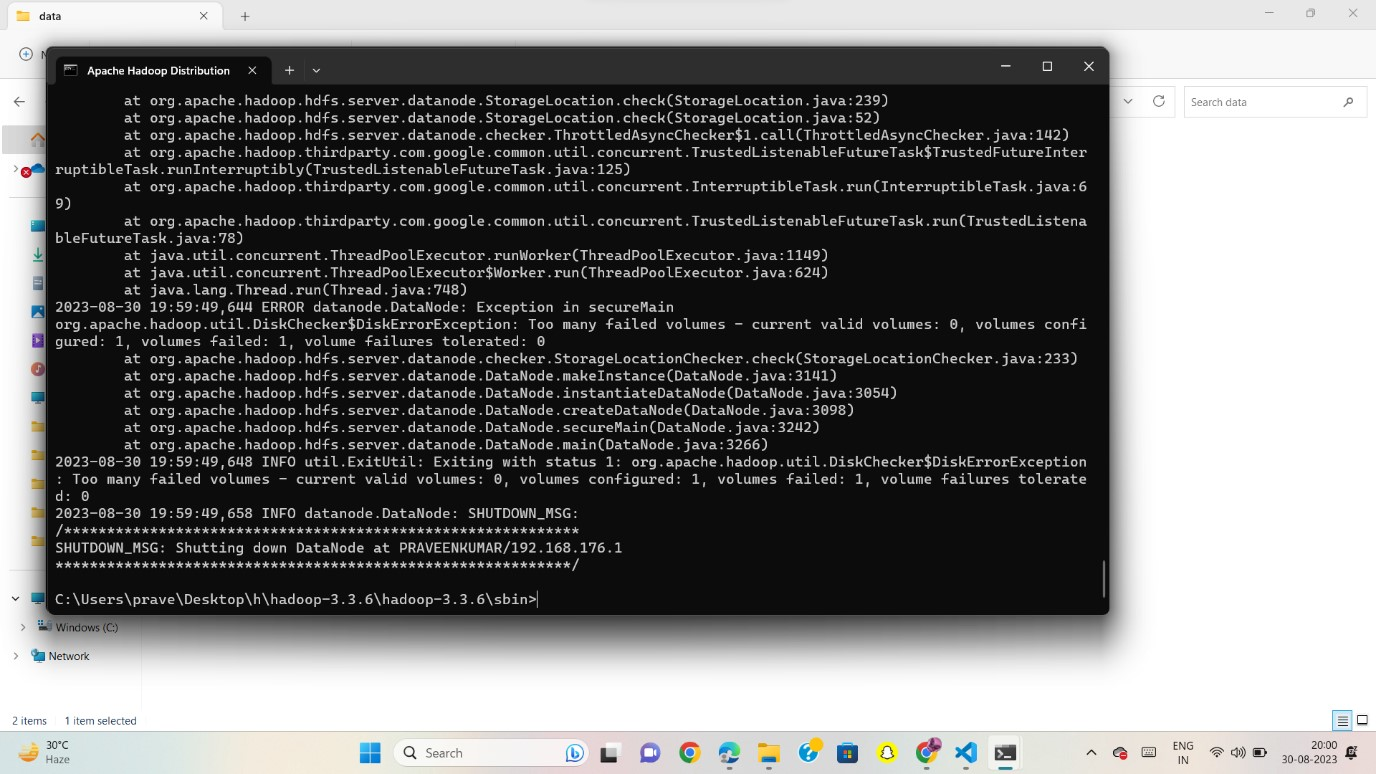 data
N
Apache Hadoop Distribution
Search data
at org.apache.hadoop.hdfs.server.datanode.StorageLocation.check(StorageLocation.java:239)
at org.apache.hadoop.hdfs.server.datanode.StorageLocation.check(StorageLocation.java:52)
at org.apache.hadoop.hdfs.server.datanode.checker.ThrottledAsyncChecker$1.call(ThrottledAsyncChecker.java:142)
at org.apache.hadoop.thirdparty.com.google.common.util.concurrent.TrustedListenableFutureTask$TrustedFutureInter
ruptibleTask.runInterruptibly(TrustedListenableFutureTask.java:125)
at org.apache.hadoop.thirdparty.com.google.common.util.concurrent.InterruptibleTask.run(InterruptibleTask.java:6
9)
at org.apache.hadoop.thirdparty.com.google.common.util.concurrent.TrustedListenableFutureTask.run(TrustedListena
bleFutureTask.java:78)
at java.util.concurrent.ThreadPoolExecutor.runWorker(ThreadPoolExecutor.java:1149)
at java.util.concurrent.ThreadPoolExecutor$Worker.run(ThreadPoolExecutor.java:624)
at java.lang.Thread.run(Thread.java:748)
2023-08-30 19:59:49,644 ERROR datanode.DataNode: Exception in secureMain
org.apache.hadoop.util.DiskChecker$DiskErrorException: Too many failed volumes - current valid volumes: 0, volumes confi
gured: 1, volumes failed: 1, volume failures tolerated: 0
at org.apache.hadoop.hdfs.server.datanode.checker.StorageLocationChecker.check(StorageLocationChecker.java:233)
at org.apache.hadoop.hdfs.server.datanode.DataNode.makeInstance(DataNode.java:3141)
at org.apache.hadoop.hdfs.server.datanode.DataNode.instantiateDataNode(DataNode.java:3054)
at org.apache.hadoop.hdfs.server.datanode.DataNode.createDataNode(DataNode.java:3098)
at org.apache.hadoop.hdfs.server.datanode.DataNode.secureMain(DataNode.java:3242)
at org.apache.hadoop.hdfs.server.datanode.DataNode.main(DataNode.java:3266)
2023-08-30 19:59:49,648 INFO util.ExitUtil: Exiting with status 1: org.apache.hadoop.util.DiskChecker$DiskErrorException
: Too many failed volumes - current valid volumes: 0, volumes configured: 1, volumes failed: 1, volume failures tolerate
d: 0
2023-08-30 19:59:49,658 INFO datanode.DataNode: SHUTDOWN_MSG:
/************************************************************
SHUTDOWN_MSG: Shutting down DataNode at PRAVEENKUMAR/192.168.176.1
************************************************************/
C:\Users\prave\Desktop\h\hadoop-3.3.6\hadoop-3.3.6\sbin>
Windows (C:)
Network
2 items 1 item selected
30°C
Haze
Search
ENG
IN
20:00
30-08-2023